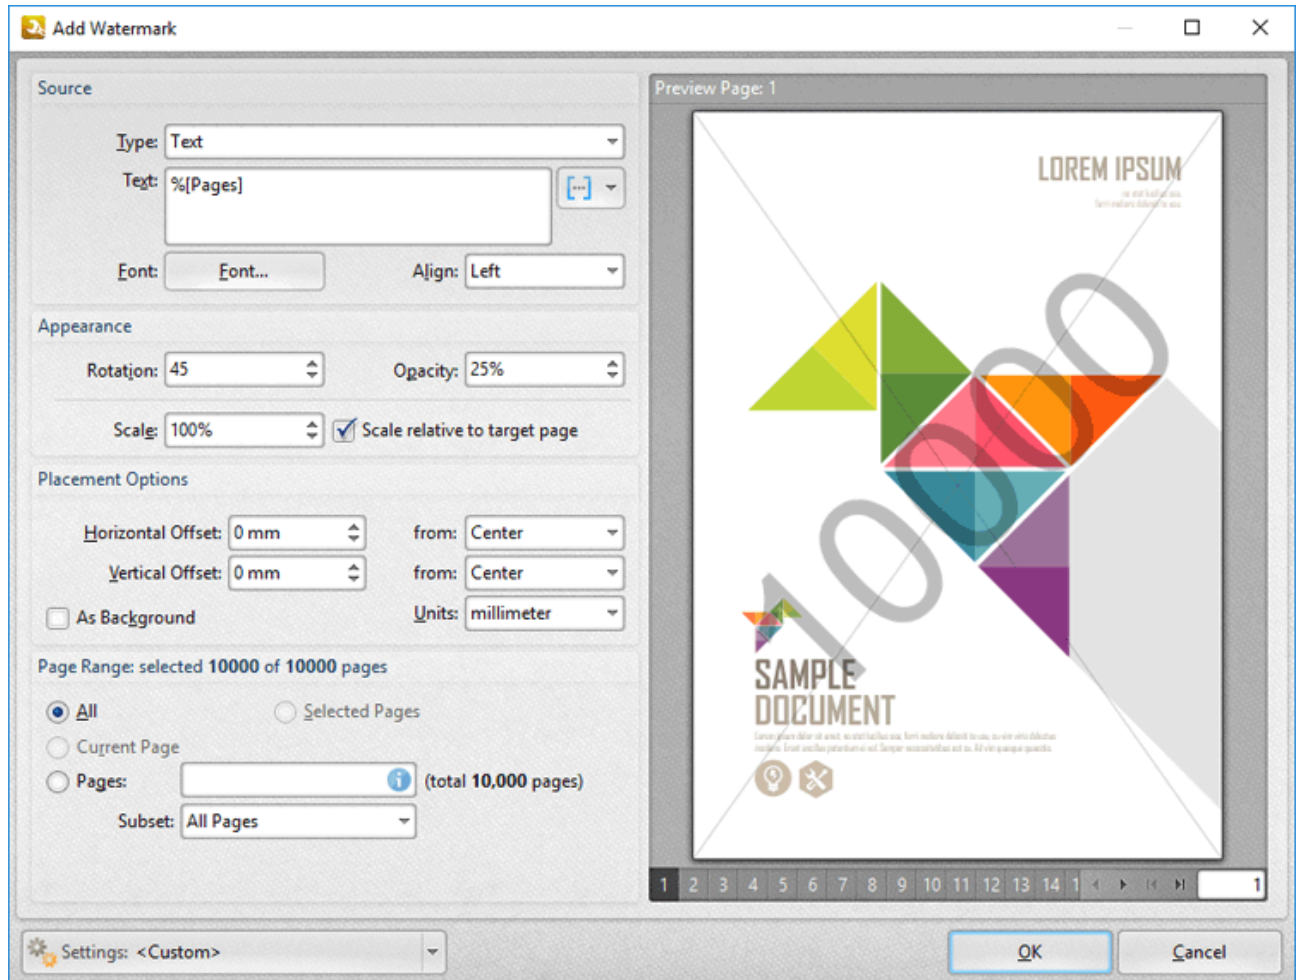 Add Watermark
Source
Type: Text
Text: %[Pages]
Font: Font... Align: Left
Appearance
Rotation: 45 Opacity: 25%
Scale: 100% Scale relative to target page
Placement Options
Horizontal Offset: 0 mm from: Center
Vertical Offset: 0 mm from: Center
As Background Units: millimeter
Page Range: selected 10000 of 10000 pages
All Selected Pages
Current Page
Pages: (total 10,000 pages)
Subset: All Pages
Preview Page: 1
LOREM IPSUM
10000
SAMPLE
DOCUMENT
1 2 3 4 5 6 7 8 9 10 11 12 13 14 1 1
Settings: <Custom>
OK Cancel